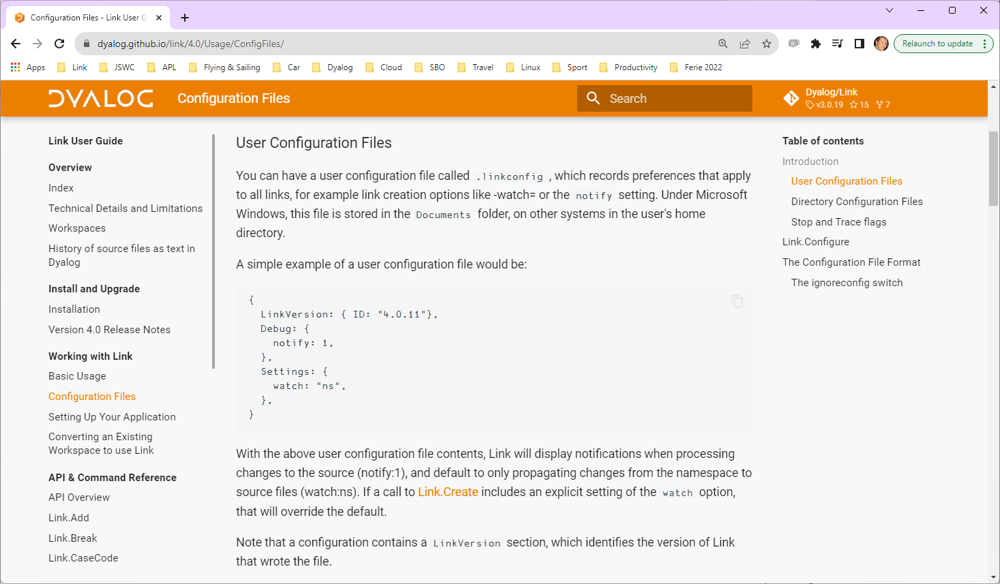 Configuration Files - Link User G
dyalog.github.io/link/4.0/Usage/ConfigFiles/
Relaunch to update
Apps Link JSWC APL Flying & Sailing Car Dyalog Cloud SBO Travel Linux Sport Productivity Ferie 2022
DYALOG Configuration Files Search
Dyalog/Link
v3.0.19 15 7
Link User Guide
Overview
Index
Technical Details and Limitations
Workspaces
History of source files as text in
Dyalog
Install and Upgrade
Installation
Version 4.0 Release Notes
Working with Link
Basic Usage
Configuration Files
Setting Up Your Application
Converting an Existing
Workspace to use Link
API & Command Reference
API Overview
Link.Add
Link.Break
Link.CaseCode
User Configuration Files
You can have a user configuration file called .linkconfig , which records preferences that apply
to all links, for example link creation options like -watch= or the notify setting. Under Microsoft
Windows, this file is stored in the Documents folder, on other systems in the user's home
directory.
A simple example of a user configuration file would be:
{
LinkVersion: { ID: "4.0.11"},
Debug: {
notify: 1,
},
Settings: {
watch: "ns",
},
}
With the above user configuration file contents, Link will display notifications when processing
changes to the source (notify:1), and default to only propagating changes from the namespace to
source files (watch:ns). If a call to Link.Create includes an explicit setting of the watch option,
that will override the default.
Note that a configuration contains a LinkVersion section, which identifies the version of Link
that wrote the file.
Table of contents
Introduction
User Configuration Files
Directory Configuration Files
Stop and Trace flags
Link.Configure
The Configuration File Format
The ignoreconfig switch